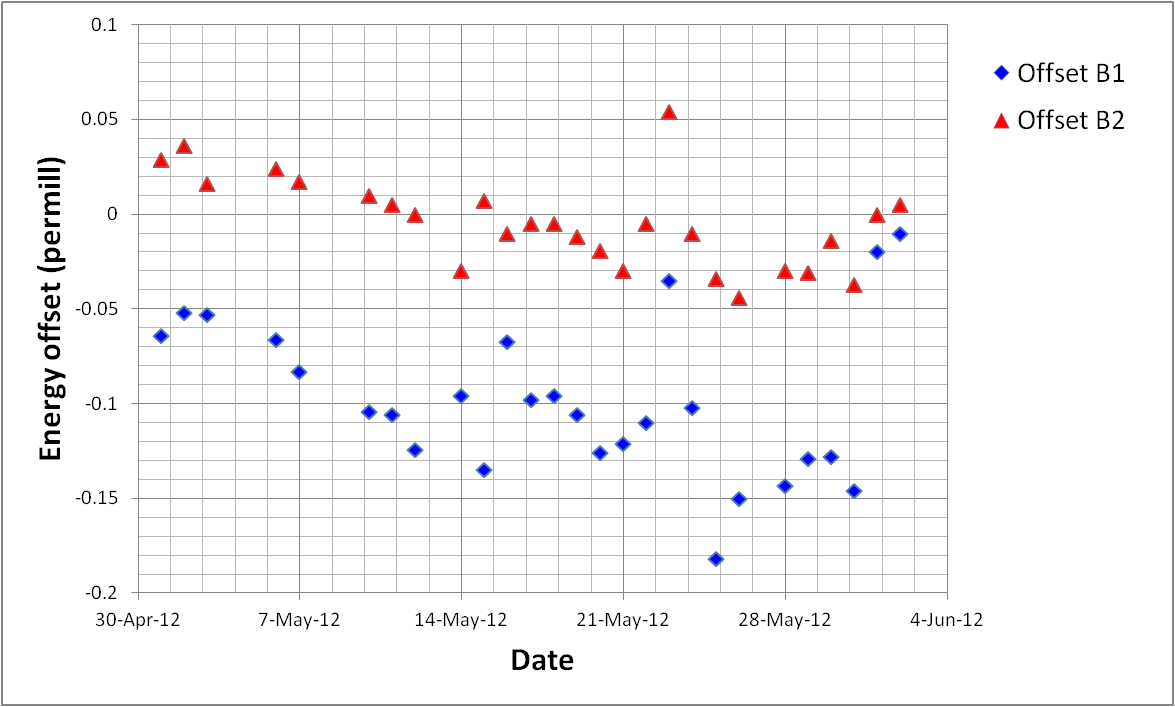 0.1
0.05
0
-0.05
-0.1
-0.15
-0.2
Energy offset (permill)
30-Apr-12 7-May-12 14-May-12 21-May-12 28-May-12 4-Jun-12
Date
Offset B1
Offset B2